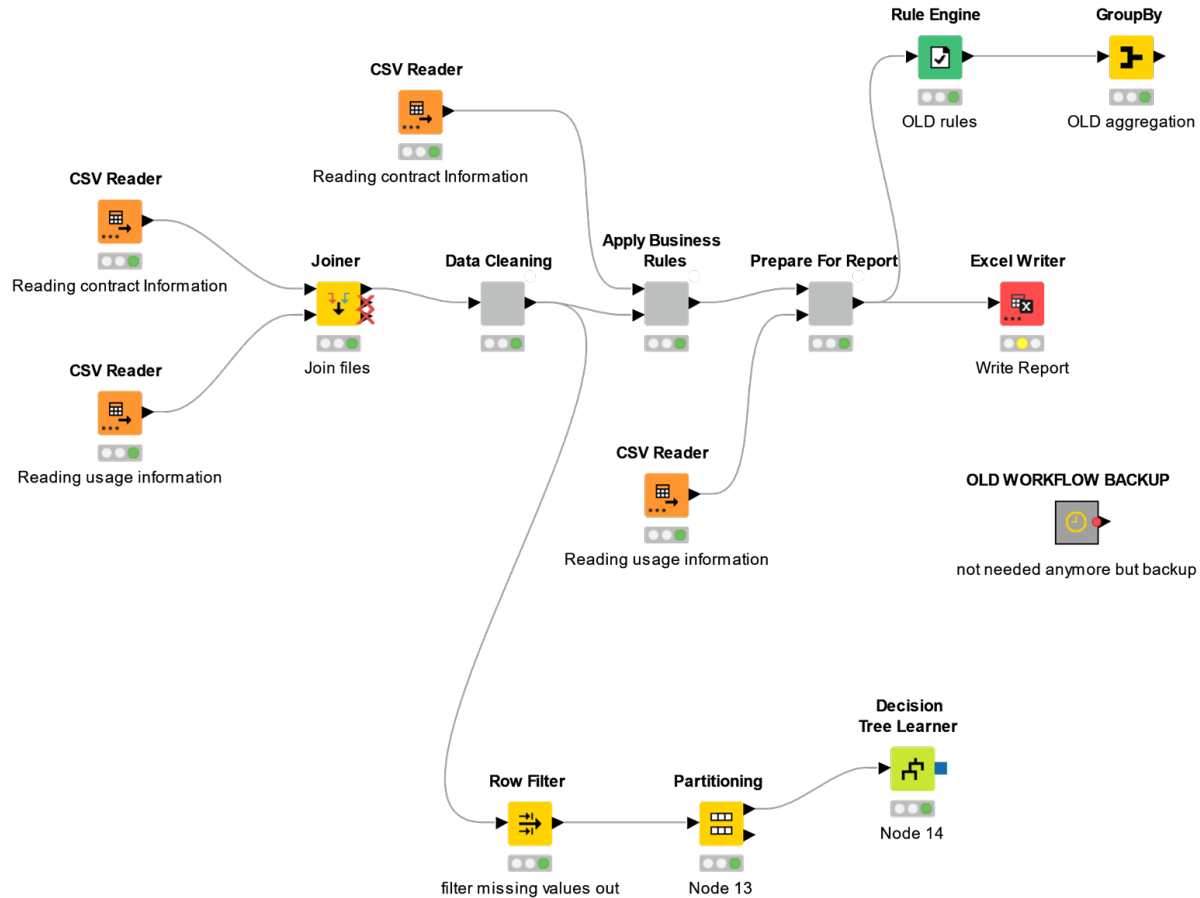 Rule Engine
GroupBy
OLD rules
OLD aggregation
CSV Reader
Reading contract Information
CSV Reader
Reading contract Information
Joiner
Join files
Data Cleaning
Apply Business
Rules
Prepare For Report
Excel Writer
Write Report
CSV Reader
Reading usage information
CSV Reader
Reading usage information
OLD WORKFLOW BACKUP
not needed anymore but backup
Decision
Tree Learner
Node 14
Row Filter
filter missing values out
Partitioning
Node 13